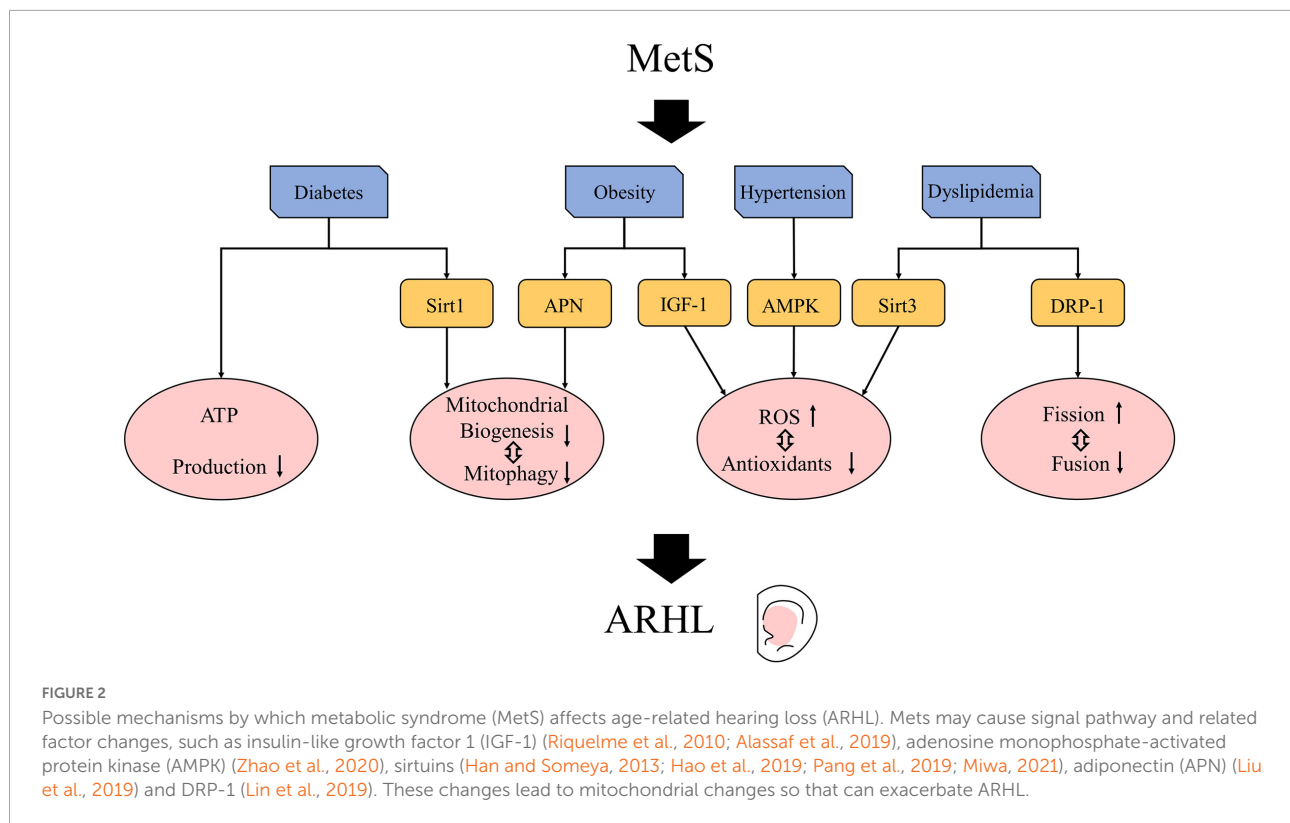 MetS
Diabetes
Obesity
Hypertension
Dyslipidemia
Sirt1
APN
IGF-1
AMPK
Sirt3
DRP-1
ATP
Production ↓
Mitochondrial
Biogenesis ↓
⇕
Mitophagy ↓
ROS ↑
⇕
Antioxidants ↓
Fission ↑
⇕
Fusion ↓
ARHL
FIGURE 2
Possible mechanisms by which metabolic syndrome (MetS) affects age-related hearing loss (ARHL). Mets may cause signal pathway and related
factor changes, such as insulin-like growth factor 1 (IGF-1) (Riquelme et al., 2010; Alassaf et al., 2019), adenosine monophosphate-activated
protein kinase (AMPK) (Zhao et al., 2020), sirtuins (Han and Someya, 2013; Hao et al., 2019; Pang et al., 2019; Miwa, 2021), adiponectin (APN) (Liu
et al., 2019) and DRP-1 (Lin et al., 2019). These changes lead to mitochondrial changes so that can exacerbate ARHL.